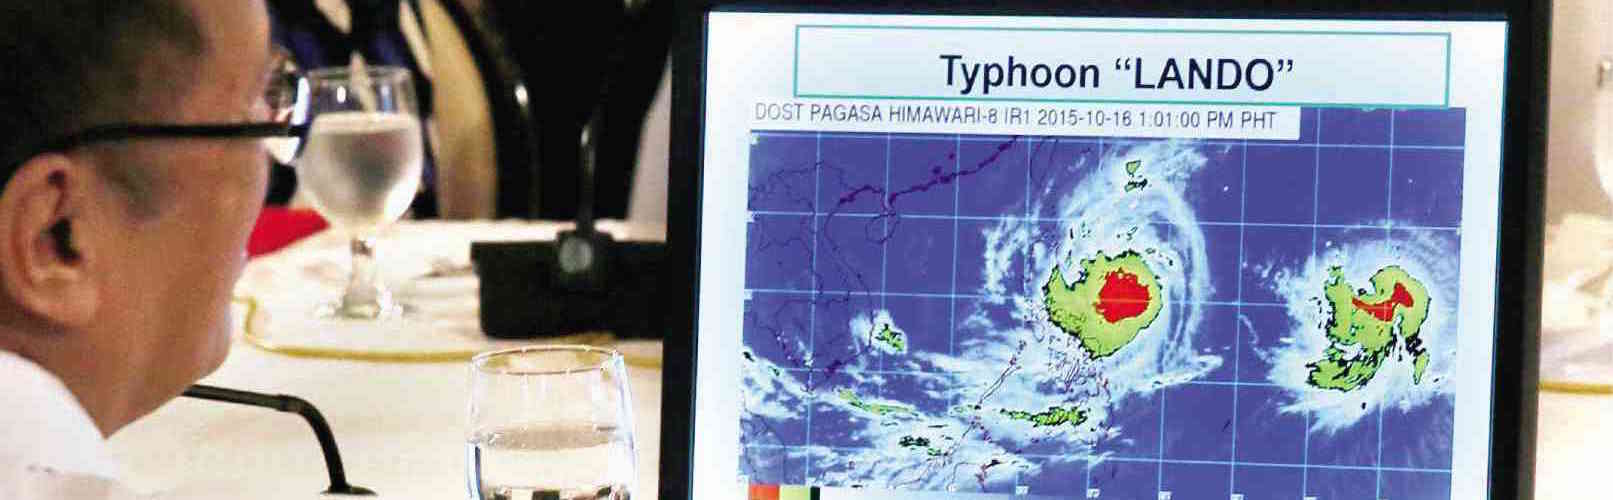 Typhoon “LANDO”
DOST PAGASA HIMAWARI-8 IR1 2015-10-16 1:01:00 PM PHT